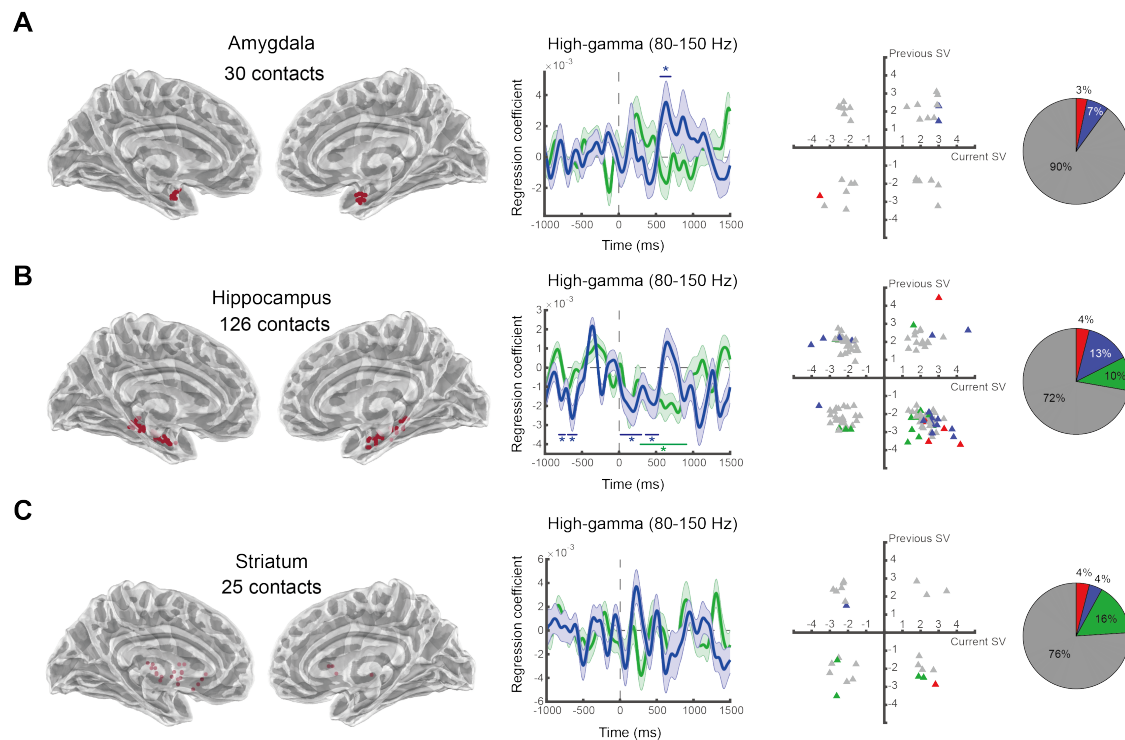 A
Amygdala
30 contacts
High-gamma (80-150 Hz)
×10⁻³
Regression coefficient
4
2
0
-2
*
-1000 -500 0 500 1000 1500
Time (ms)
Previous SV
4
3
2
1
-4 -3 -2 -1 1 2 3 4
Current SV
-1
-2
-3
-4
3%
7%
90%
B
Hippocampus
126 contacts
High-gamma (80-150 Hz)
×10⁻³
Regression coefficient
3
2
1
0
-1
-2
-3
-4
* * * *
*
-1000 -500 0 500 1000 1500
Time (ms)
Previous SV
4
3
2
1
-4 -3 -2 -1 1 2 3 4
Current SV
-1
-2
-3
-4
4%
13%
10%
72%
C
Striatum
25 contacts
High-gamma (80-150 Hz)
×10⁻³
Regression coefficient
6
4
2
0
-2
-4
-6
-1000 -500 0 500 1000 1500
Time (ms)
Previous SV
4
3
2
1
-4 -3 -2 -1 1 2 3 4
Current SV
-1
-2
-3
-4
4%
4%
16%
76%